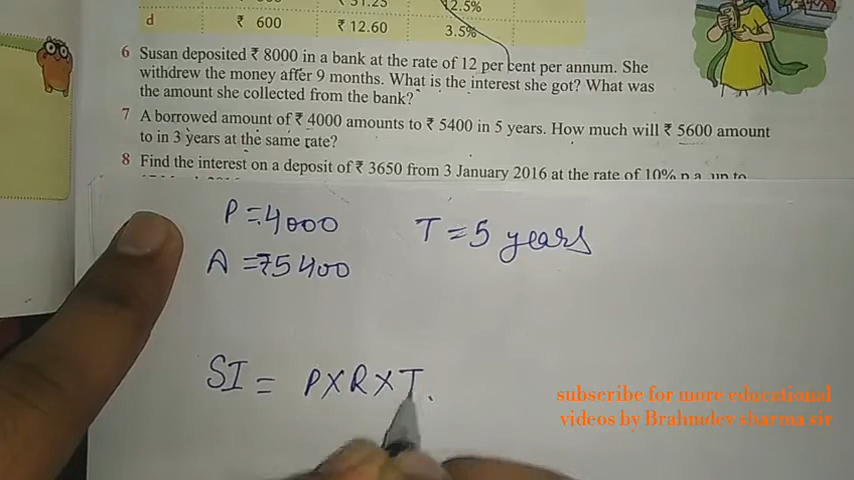 12.5%
d ₹ 600 ₹ 12.60 3.5%
6 Susan deposited ₹ 8000 in a bank at the rate of 12 per cent per annum. She
withdrew the money after 9 months. What is the interest she got? What was
the amount she collected from the bank?
7 A borrowed amount of ₹ 4000 amounts to ₹ 5400 in 5 years. How much will ₹ 5600 amount
to in 3 years at the same rate?
8 Find the interest on a deposit of ₹ 3650 from 3 January 2016 at the rate of 10% p.a. up to
P = 4000 T = 5 years
A = ₹5400
SI = P×R×T
subscribe for more educational
videos by Brahmdev sharma sir